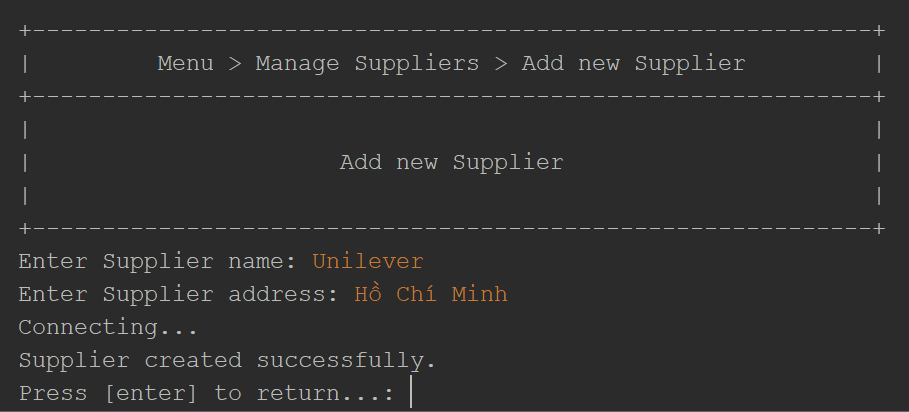 +------------------------------------------------------------+
|         Menu > Manage Suppliers > Add new Supplier         |
+------------------------------------------------------------+
|                                                            |
|                      Add new Supplier                      |
|                                                            |
+------------------------------------------------------------+
Enter Supplier name: Unilever
Enter Supplier address: Hồ Chí Minh
Connecting...
Supplier created successfully.
Press [enter] to return...: